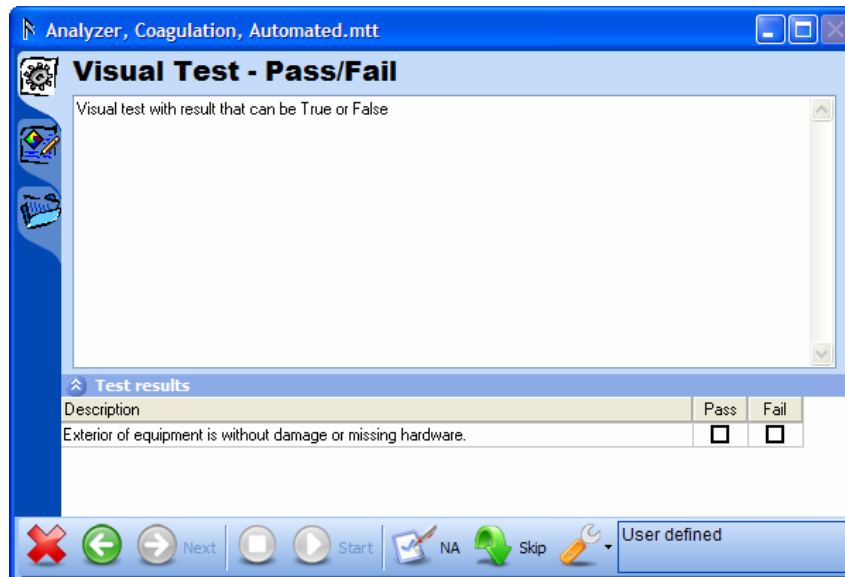 Analyzer, Coagulation, Automated.mtt
Visual Test - Pass/Fail
Visual test with result that can be True or False
Test results
Description Pass Fail
Exterior of equipment is without damage or missing hardware.
Next Start NA Skip User defined